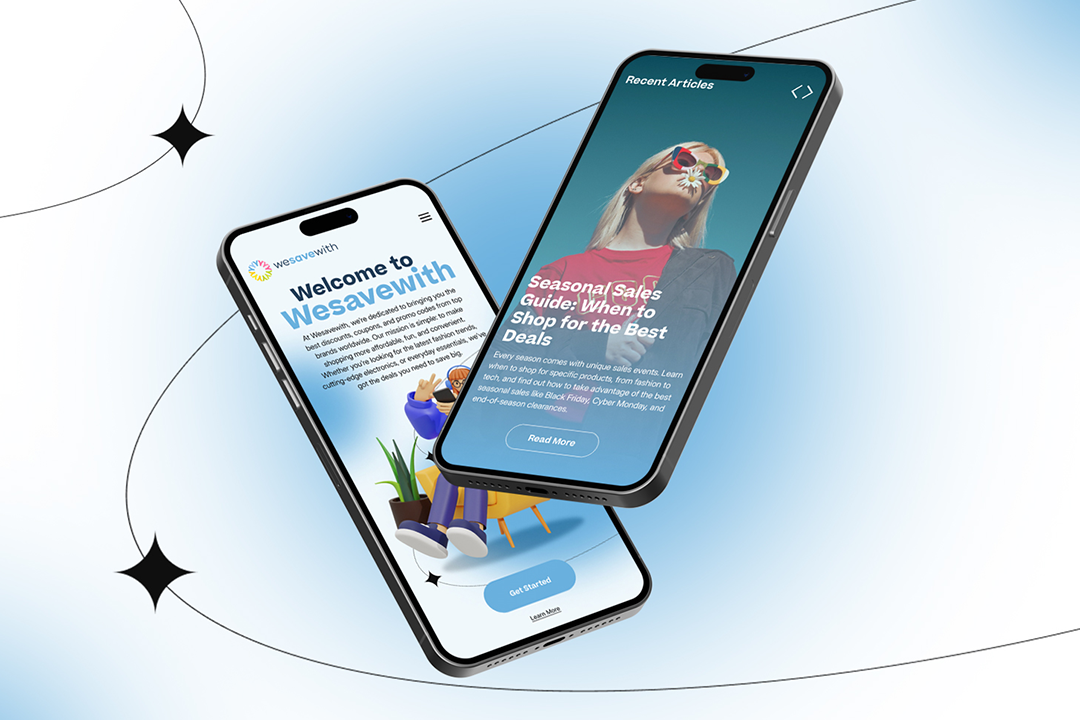 wesavewith
Welcome to
Wesavewith
At Wesavewith, we're dedicated to bringing you the
best discounts, coupons, and promo codes from top
brands worldwide. Our mission is simple: to make
shopping more affordable, fun, and convenient.
Whether you're looking for the latest fashion trends,
cutting-edge electronics, or everyday essentials, we've
got the deals you need to save big.
Get Started
Learn More
Recent Articles
Seasonal Sales
Guide: When to
Shop for the Best
Deals
Every season comes with unique sales events. Learn
when to shop for specific products, from fashion to
tech, and find out how to take advantage of the best
seasonal sales like Black Friday, Cyber Monday, and
end-of-season clearances.
Read More